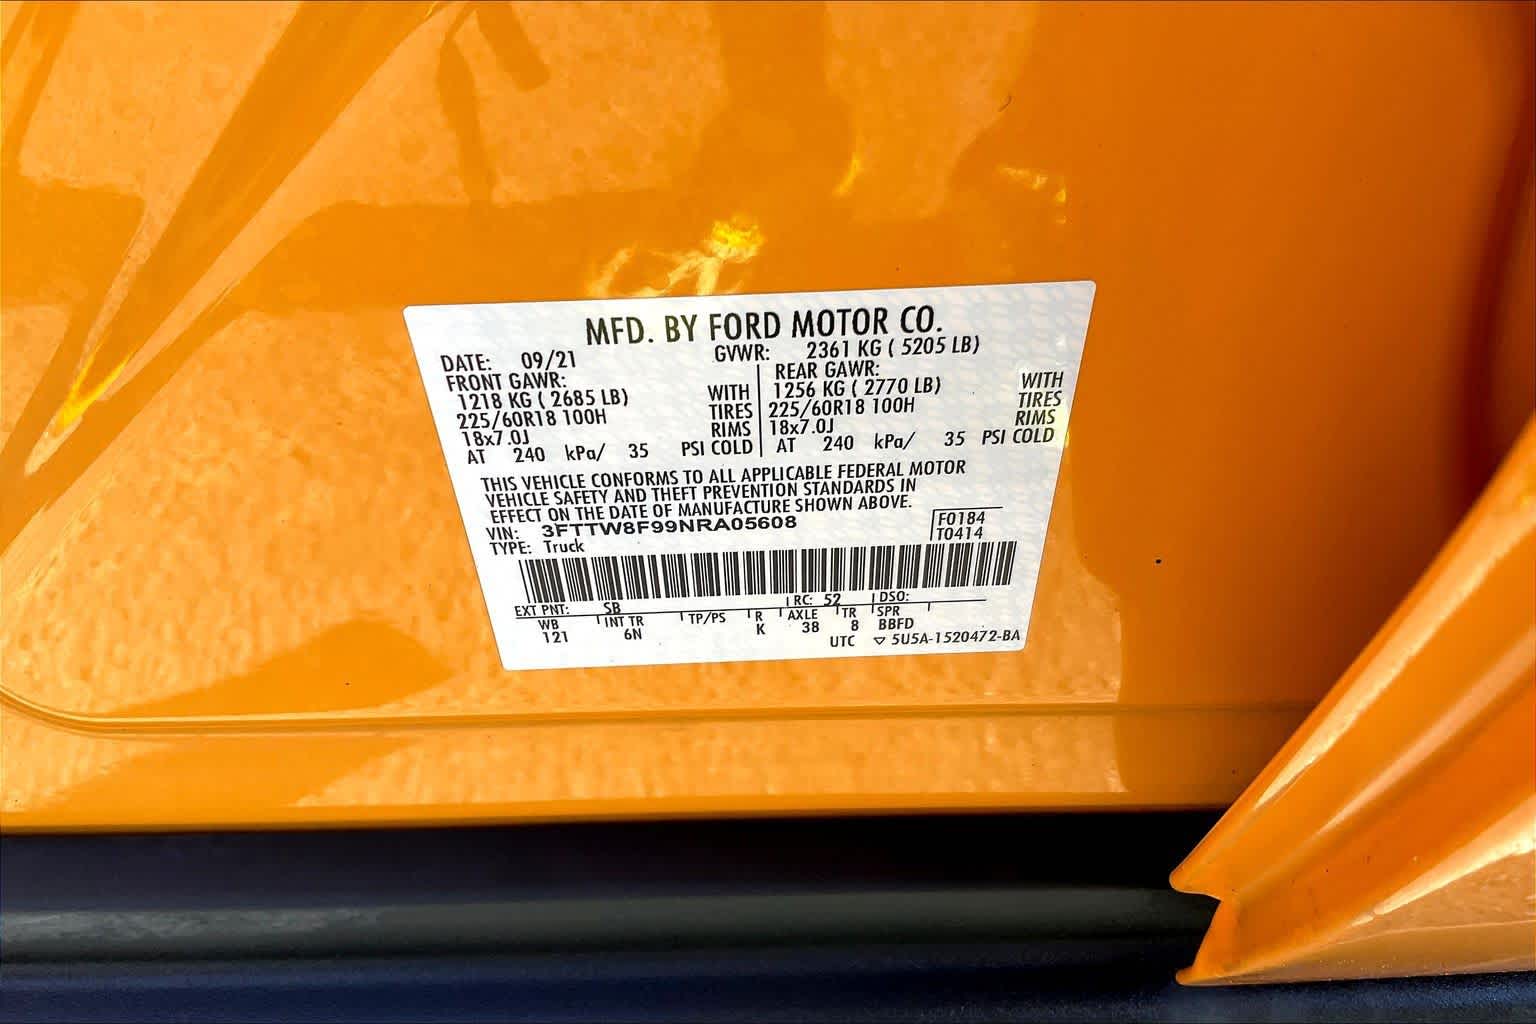 MFD. BY FORD MOTOR CO.
DATE: 09/21 GVWR: 2361 KG ( 5205 LB)
FRONT GAWR: REAR GAWR:
1218 KG ( 2685 LB) WITH 1256 KG ( 2770 LB) WITH
225/60R18 100H TIRES 225/60R18 100H TIRES
18x7.0J RIMS 18x7.0J RIMS
AT 240 kPa/ 35 PSI COLD AT 240 kPa/ 35 PSI COLD
THIS VEHICLE CONFORMS TO ALL APPLICABLE FEDERAL MOTOR
VEHICLE SAFETY AND THEFT PREVENTION STANDARDS IN
EFFECT ON THE DATE OF MANUFACTURE SHOWN ABOVE.
VIN: 3FTTW8F99NRA05608 F0184
TYPE: Truck T0414
EXT PNT: SB RC: 52 DSO:
WB INT TR TP/PS R AXLE TR SPR
121 6N K 38 8 BBFD
UTC ▽ 5U5A-1520472-BA